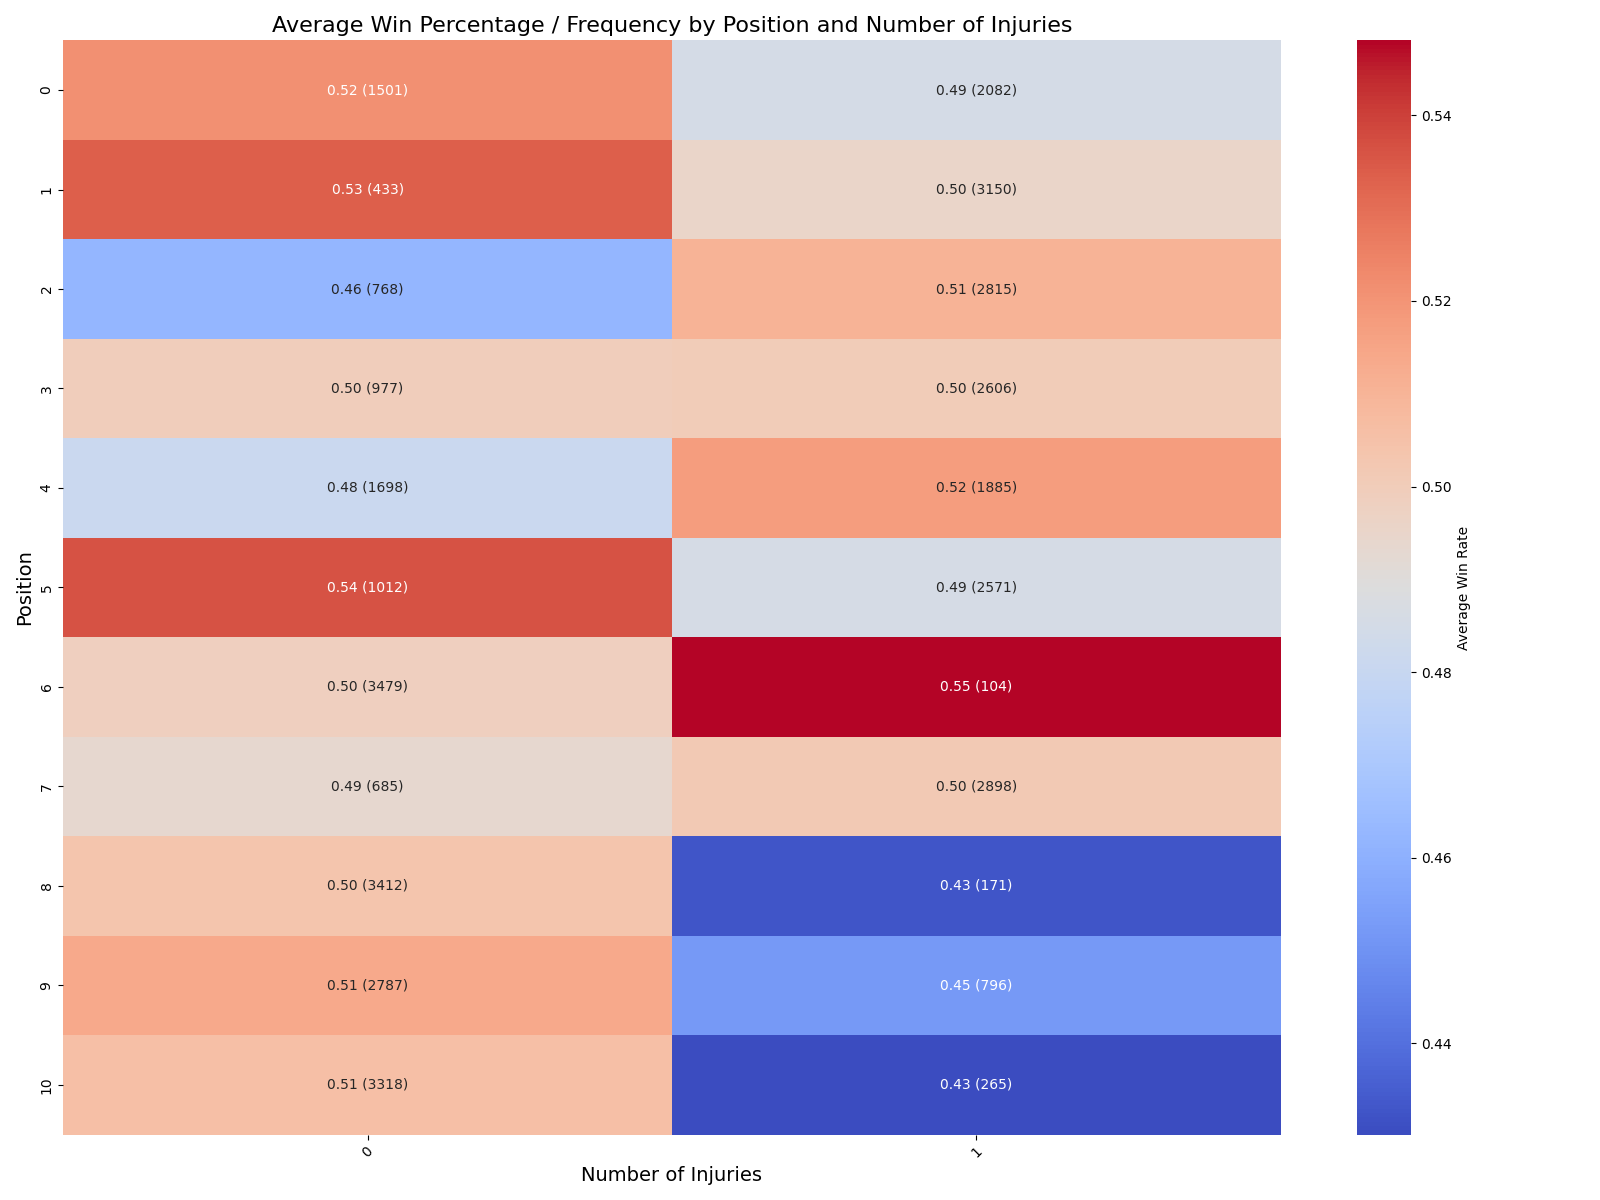 Average Win Percentage / Frequency by Position and Number of Injuries
0 0.52 (1501) 0.49 (2082)
1 0.53 (433) 0.50 (3150)
2 0.46 (768) 0.51 (2815)
3 0.50 (977) 0.50 (2606)
4 0.48 (1698) 0.52 (1885)
5 0.54 (1012) 0.49 (2571)
6 0.50 (3479) 0.55 (104)
7 0.49 (685) 0.50 (2898)
8 0.50 (3412) 0.43 (171)
9 0.51 (2787) 0.45 (796)
10 0.51 (3318) 0.43 (265)
Position
0 1
Number of Injuries
0.54
0.52
0.50
0.48
0.46
0.44
Average Win Rate